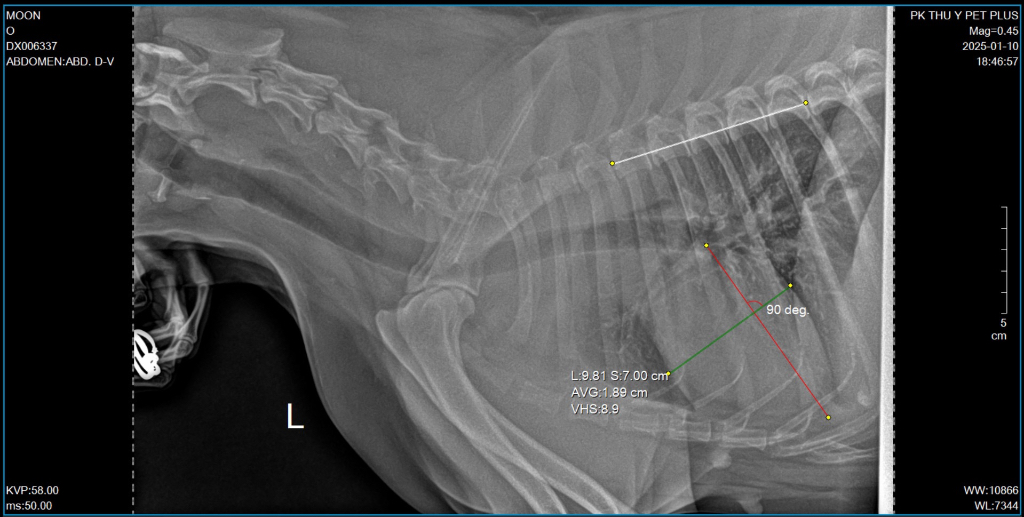 MOON
O
DX006337
ABDOMEN:ABD. D-V
PK THU Y PET PLUS
Mag=0.45
2025-01-10
18:46:57
90 deg.
L:9.81 S:7.00 cm
AVG:1.89 cm
VHS:8.9
5
cm
L
KVP:58.00
ms:50.00
WW:10866
WL:7344